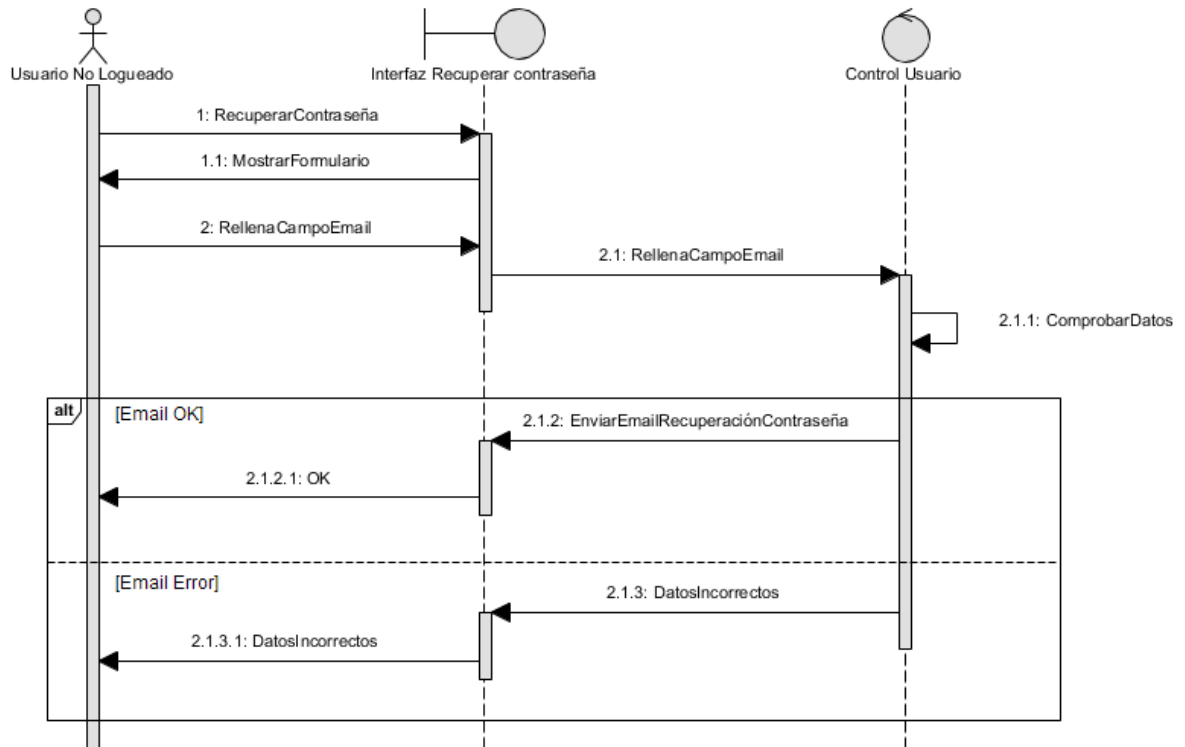 Usuario No Logueado
Interfaz Recuperar contraseña
Control Usuario
1: RecuperarContraseña
1.1: MostrarFormulario
2: RellenaCampoEmail
2.1: RellenaCampoEmail
2.1.1: ComprobarDatos
alt
[Email OK]
2.1.2: EnviarEmailRecuperaciónContraseña
2.1.2.1: OK
[Email Error]
2.1.3: DatosIncorrectos
2.1.3.1: DatosIncorrectos